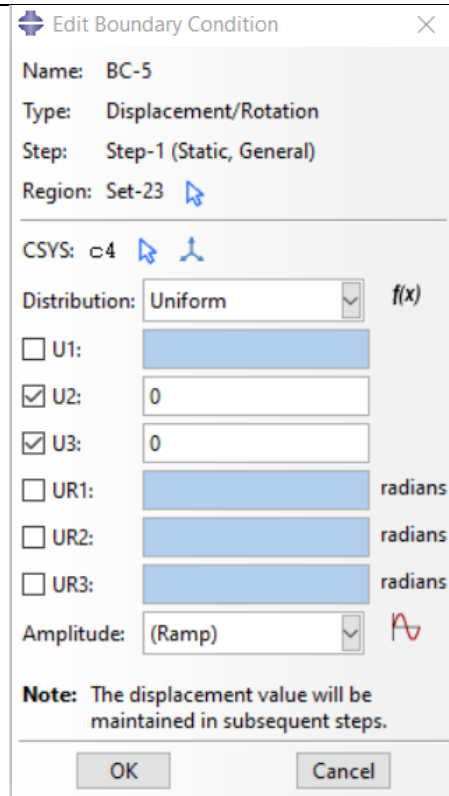 Edit Boundary Condition
Name: BC-5
Type: Displacement/Rotation
Step: Step-1 (Static, General)
Region: Set-23
CSYS: c4
Distribution: Uniform f(x)
U1:
U2: 0
U3: 0
UR1: radians
UR2: radians
UR3: radians
Amplitude: (Ramp)
Note: The displacement value will be
maintained in subsequent steps.
OK Cancel